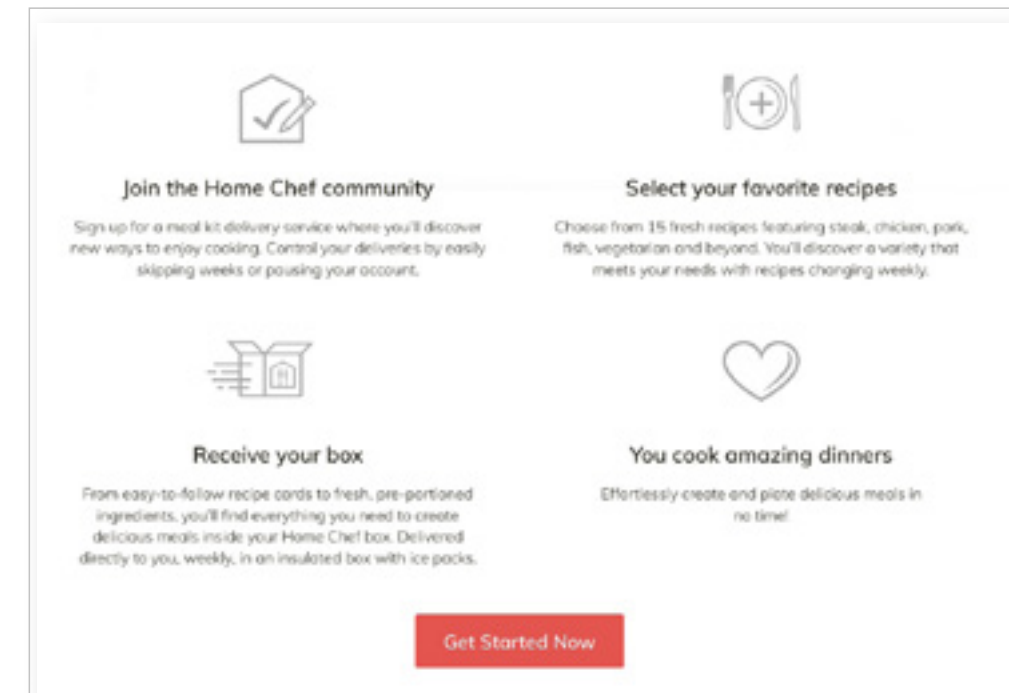 Join the Home Chef community
Sign up for a meal kit delivery service where you'll discover
new ways to enjoy cooking. Control your deliveries by easily
skipping weeks or pausing your account.
Select your favorite recipes
Choose from 15 fresh recipes featuring steak, chicken, pork,
fish, vegetarian and beyond. You'll discover a variety that
meets your needs with recipes changing weekly.
Receive your box
From easy-to-follow recipe cards to fresh, pre-portioned
ingredients, you'll find everything you need to create
delicious meals inside your Home Chef box. Delivered
directly to you, weekly, in an insulated box with ice packs.
You cook amazing dinners
Effortlessly create and plate delicious meals in
no time!
Get Started Now